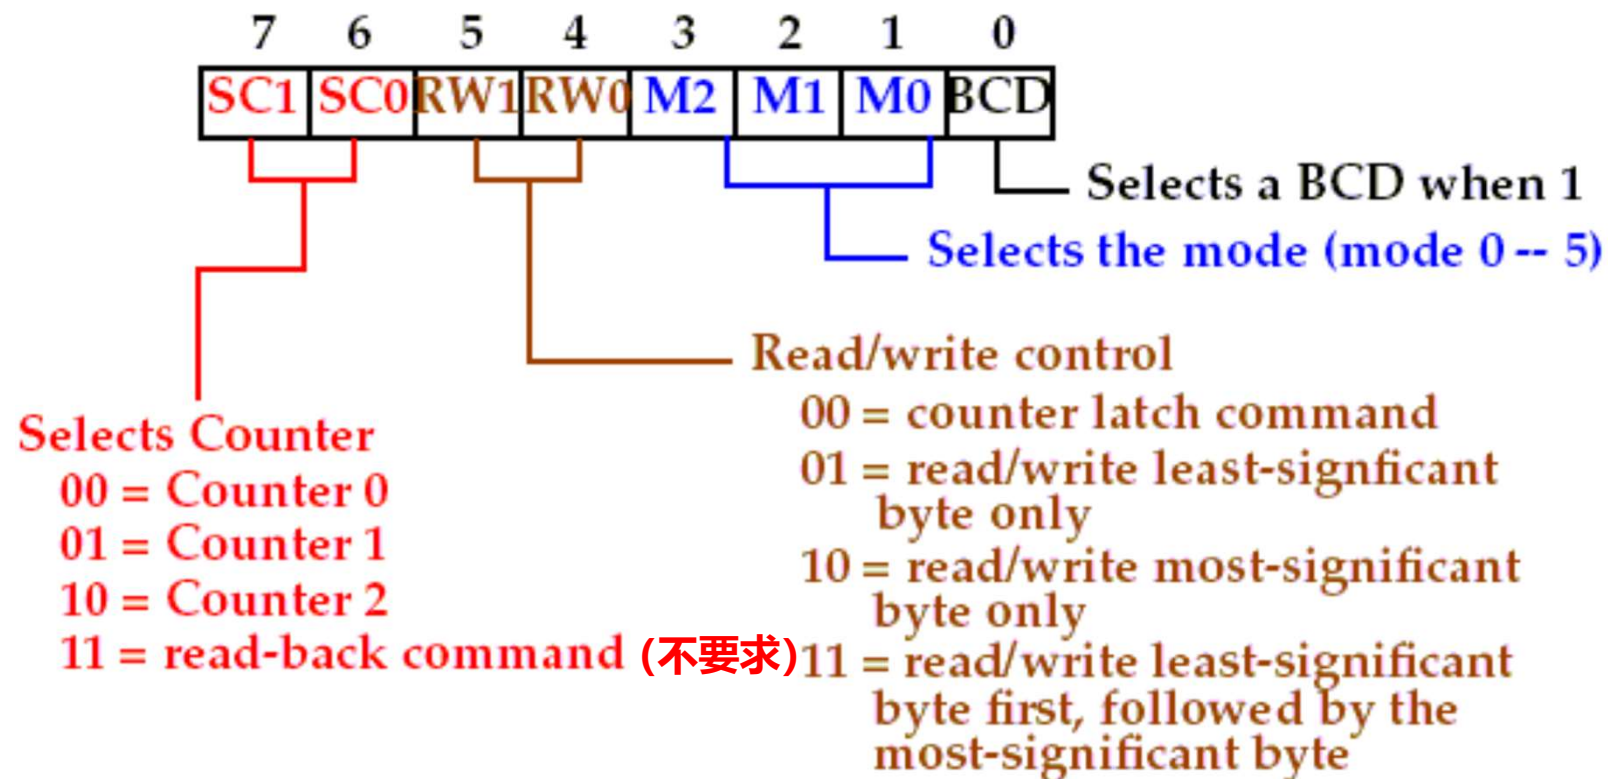 7 6 5 4 3 2 1 0
SC1 SC0 RW1 RW0 M2 M1 M0 BCD
Selects a BCD when 1
Selects the mode (mode 0 -- 5)
Read/write control
00 = counter latch command
01 = read/write least-signficant
byte only
10 = read/write most-significant
byte only
11 = read/write least-significant
byte first, followed by the
most-significant byte
Selects Counter
00 = Counter 0
01 = Counter 1
10 = Counter 2
11 = read-back command (不要求)